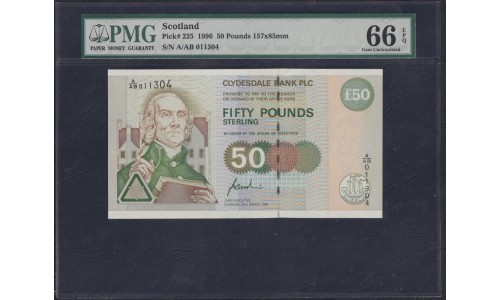 PMG
PAPER MONEY GUARANTY
Scotland
Pick# 225 1996 50 Pounds 157x85mm
S/N A/AB 011304
66 EPQ
Gem Uncirculated
A/AB 011304
CLYDESDALE BANK PLC
PROMISE TO PAY THE BEARER
ON DEMAND AT THEIR OFFICE HERE
FIFTY POUNDS
STERLING
BY ORDER OF THE BOARD OF DIRECTORS
50
CHIEF EXECUTIVE
£50
A/AB 011304